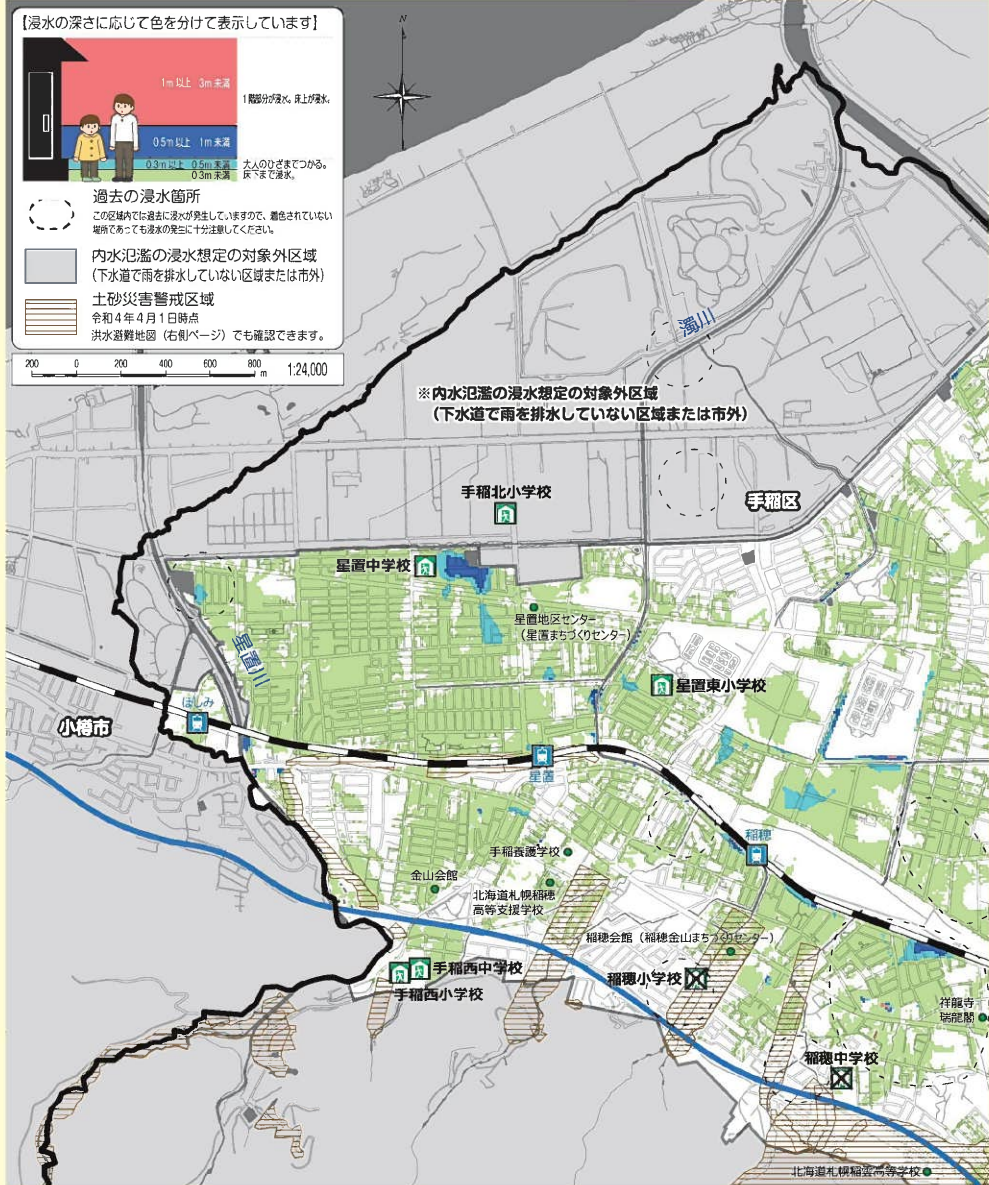 【浸水の深さに応じて色を分けて表示しています】
1m以上 3m未満
1階部分が浸水。床上が浸水。
0.5m以上 1m未満
0.3m以上 0.5m未満
0.3m未満
大人のひざまでつかる。
床下まで浸水。
過去の浸水箇所
この区域内では過去に浸水が発生していますので、着色されていない
場所であっても浸水の発生に十分注意してください。
内水氾濫の浸水想定の対象外区域
(下水道で雨を排水していない区域または市外)
土砂災害警戒区域
令和4年4月1日時点
洪水避難地図(右側ページ)でも確認できます。
200 0 200 400 600 800 m 1:24,000
N
濁川
※内水氾濫の浸水想定の対象外区域
(下水道で雨を排水していない区域または市外)
手稲北小学校
手稲区
星置中学校
星置地区センター
(星置まちづくりセンター)
星置川
星置東小学校
ほしみ
小樽市
星置
稲穂
手稲養護学校
金山会館
北海道札幌稲穂
高等支援学校
稲穂会館(稲穂金山まちづくりセンター)
手稲西中学校
手稲西小学校
稲穂小学校
祥龍寺
瑞龍閣
稲穂中学校
北海道札幌稲雲高等学校